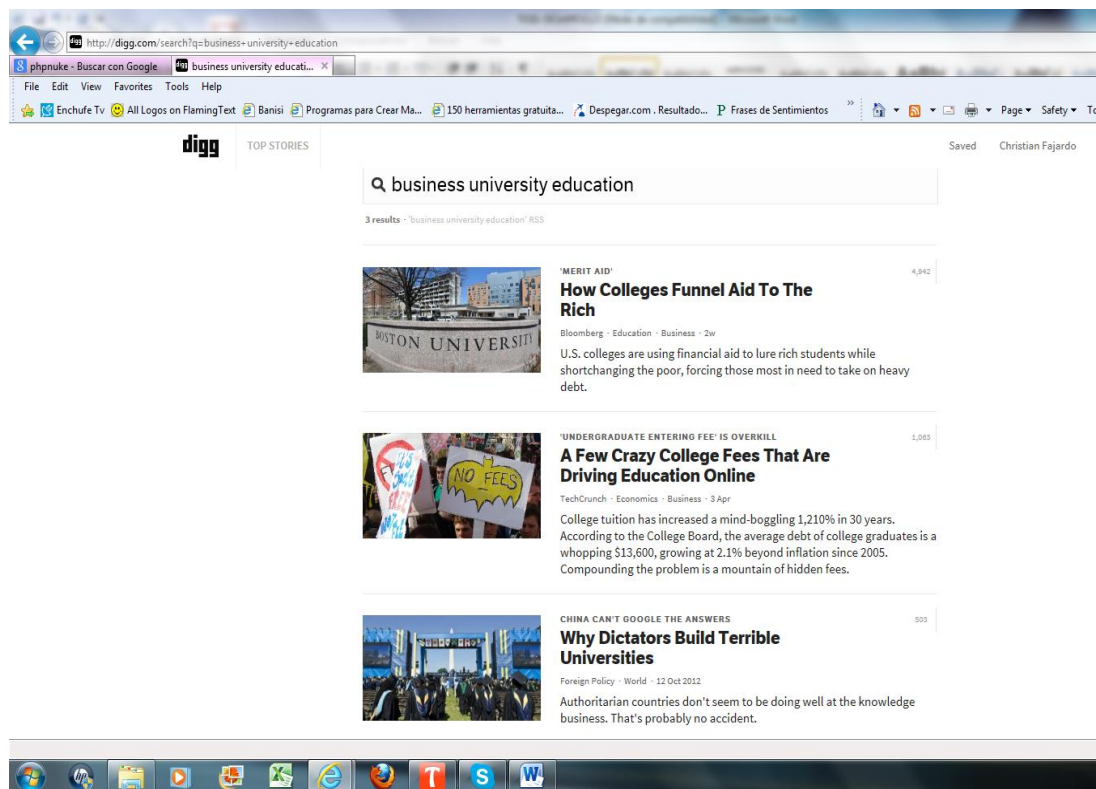 http://digg.com/search?q=business+university+education
phpnuke - Buscar con Google
digg business university educati... ×
File Edit View Favorites Tools Help
Enchufe Tv All Logos on FlamingText Banisi Programas para Crear Ma... 150 herramientas gratuita... Despegar.com . Resultado... P Frases de Sentimientos » Page Safety
digg TOP STORIES Saved Christian Fajardo
business university education
3 results · 'business university education' RSS
BOSTON UNIVERSITY
'MERIT AID' 4,942
How Colleges Funnel Aid To The
Rich
Bloomberg · Education · Business · 2w
U.S. colleges are using financial aid to lure rich students while
shortchanging the poor, forcing those most in need to take on heavy
debt.
NO FEES
'UNDERGRADUATE ENTERING FEE' IS OVERKILL
A Few Crazy College Fees That Are
Driving Education Online
TechCrunch · Economics · Business · 3 Apr
College tuition has increased a mind-boggling 1,210% in 30 years.
According to the College Board, the average debt of college graduates is a
whopping $13,600, growing at 2.1% beyond inflation since 2005.
Compounding the problem is a mountain of hidden fees.
CHINA CAN'T GOOGLE THE ANSWERS 503
Why Dictators Build Terrible
Universities
Foreign Policy · World · 12 Oct 2012
Authoritarian countries don't seem to be doing well at the knowledge
business. That's probably no accident.
hp